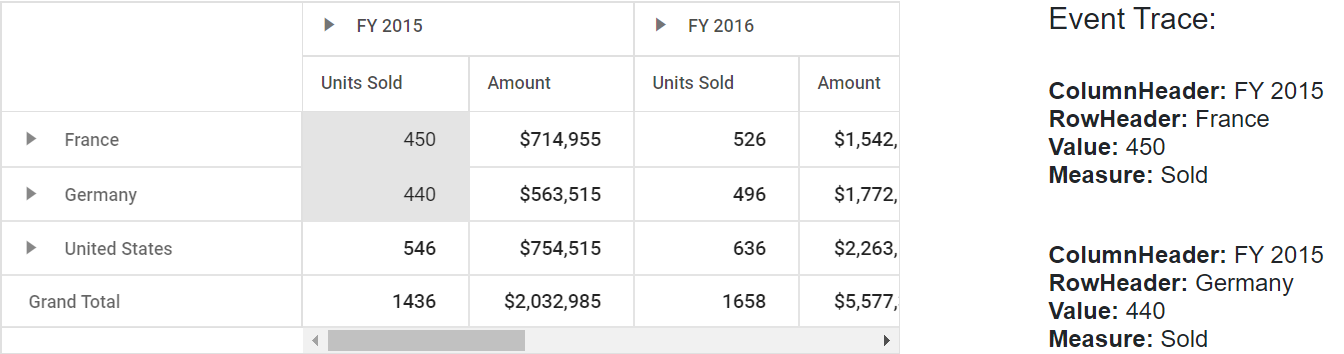 FY 2015 FY 2016
Units Sold Amount Units Sold Amount
France 450 $714,955 526 $1,542,
Germany 440 $563,515 496 $1,772,
United States 546 $754,515 636 $2,263,
Grand Total 1436 $2,032,985 1658 $5,577,
Event Trace:
ColumnHeader: FY 2015
RowHeader: France
Value: 450
Measure: Sold
ColumnHeader: FY 2015
RowHeader: Germany
Value: 440
Measure: Sold